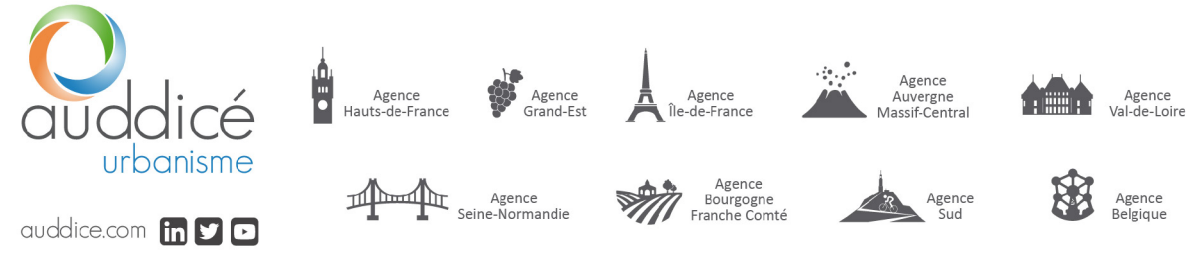 auddicé
urbanisme
auddice.com
in
Agence
Hauts-de-France
Agence
Grand-Est
Agence
Île-de-France
Agence
Auvergne
Massif-Central
Agence
Val-de-Loire
Agence
Seine-Normandie
Agence
Bourgogne
Franche Comté
Agence
Sud
Agence
Belgique